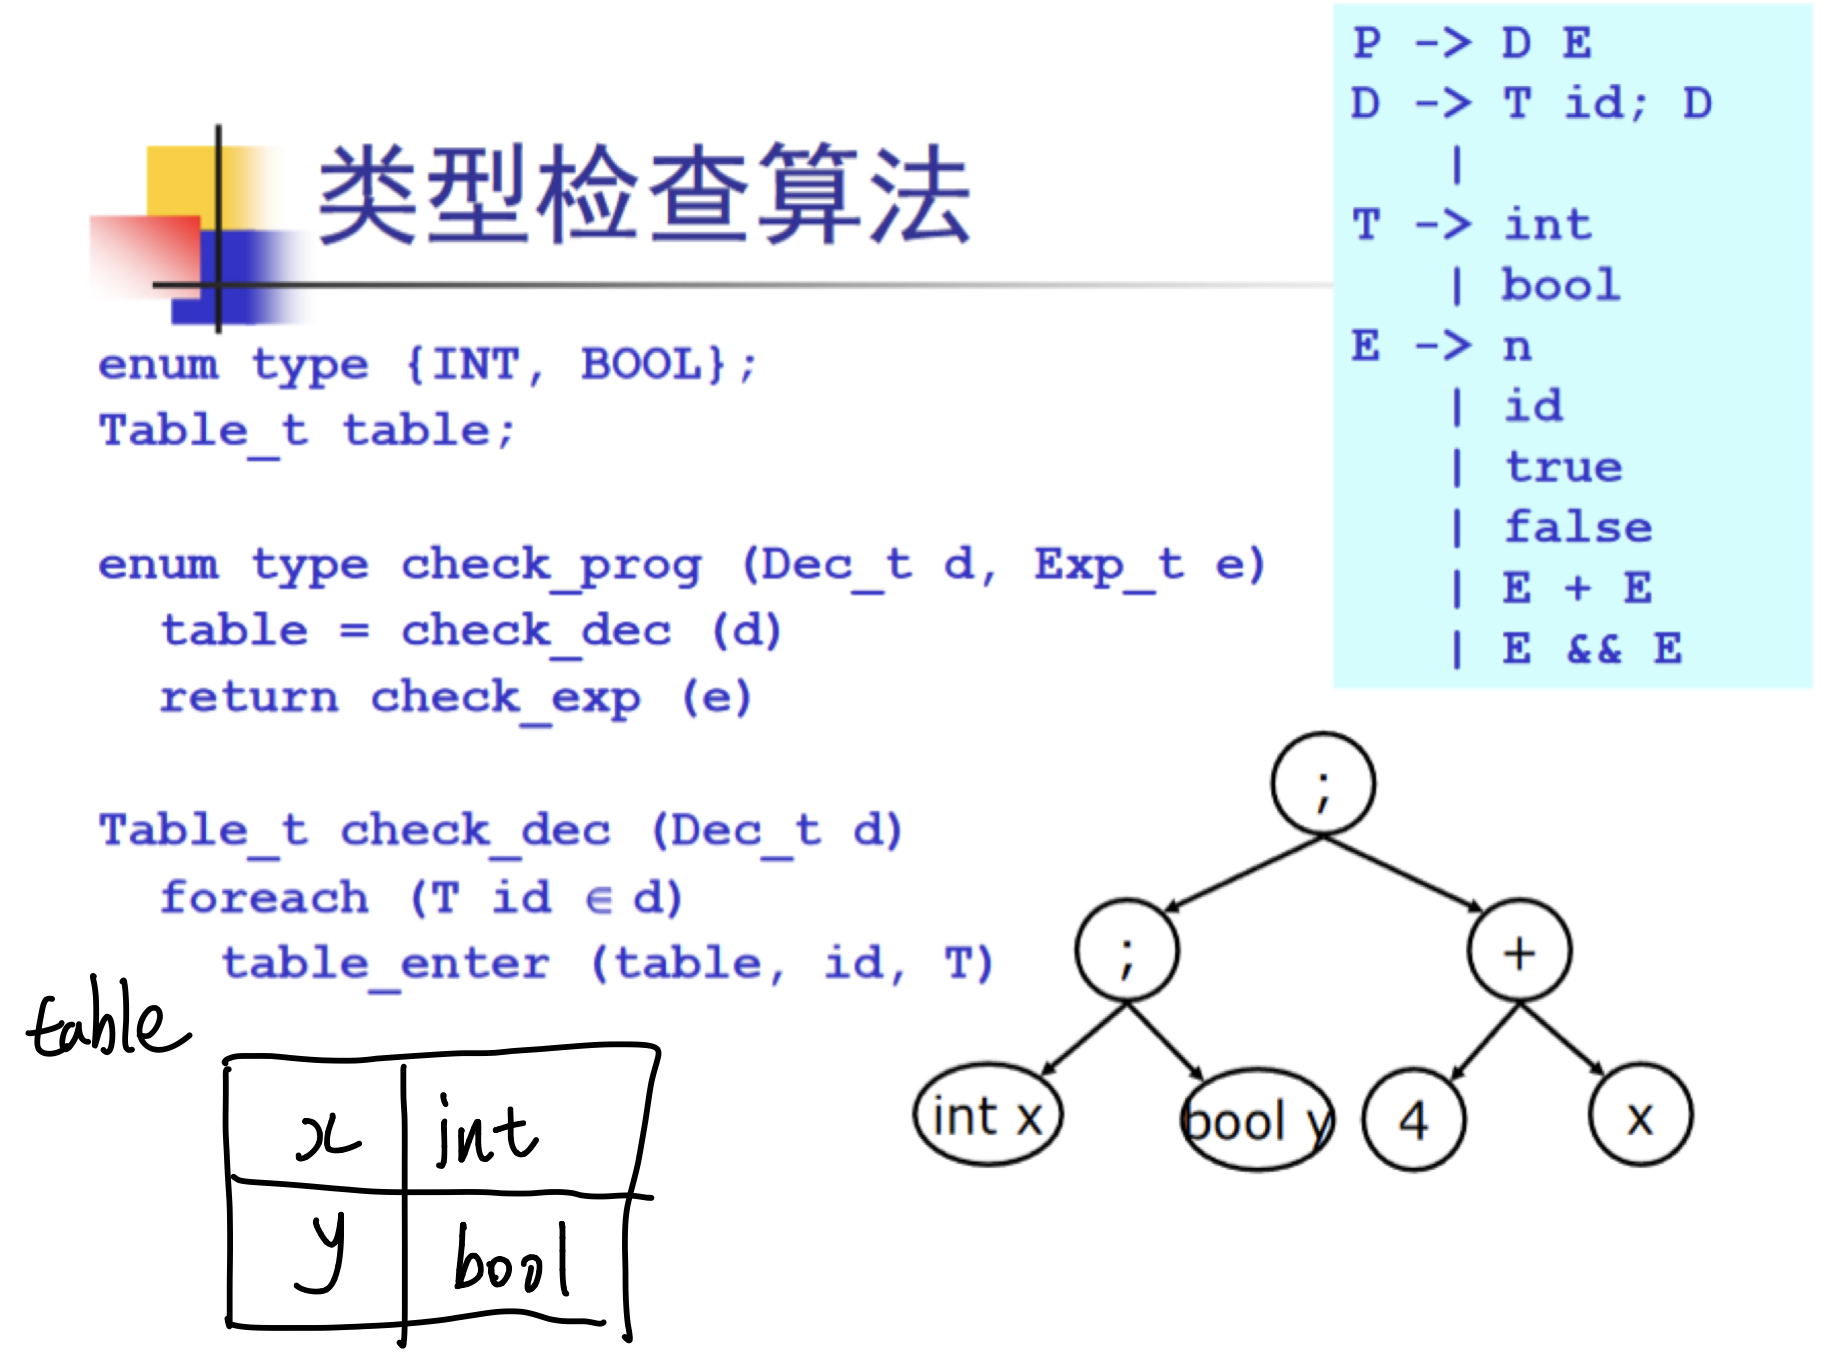 类型检查算法
P -> D E
D -> T id; D
|
T -> int
| bool
E -> n
| id
| true
| false
| E + E
| E && E
enum type {INT, BOOL};
Table_t table;
enum type check_prog (Dec_t d, Exp_t e)
table = check_dec (d)
return check_exp (e)
Table_t check_dec (Dec_t d)
foreach (T id ∈ d)
table_enter (table, id, T)
;
; +
int x bool y 4 x
table
x int
y bool